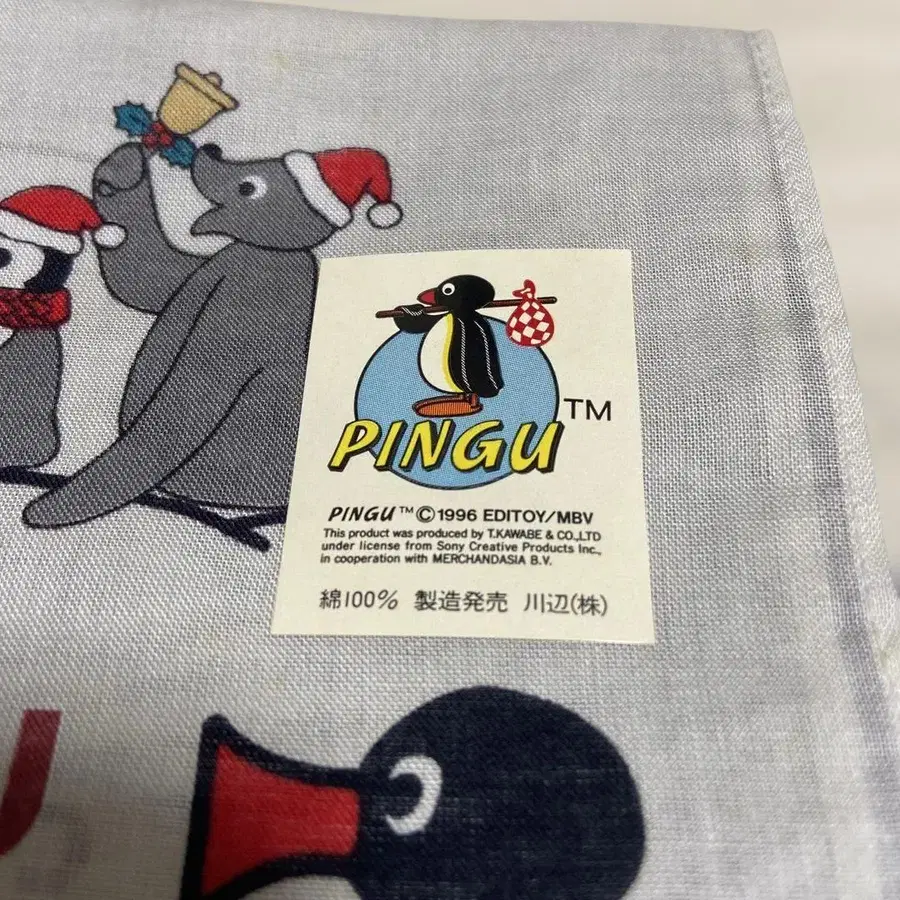 PINGU™
PINGU™©1996 EDITOY/MBV
This product was produced by T.KAWABE & CO.,LTD
under license from Sony Creative Products Inc.,
in cooperation with MERCHANDASIA B.V.
綿100% 製造発売 川辺(株)